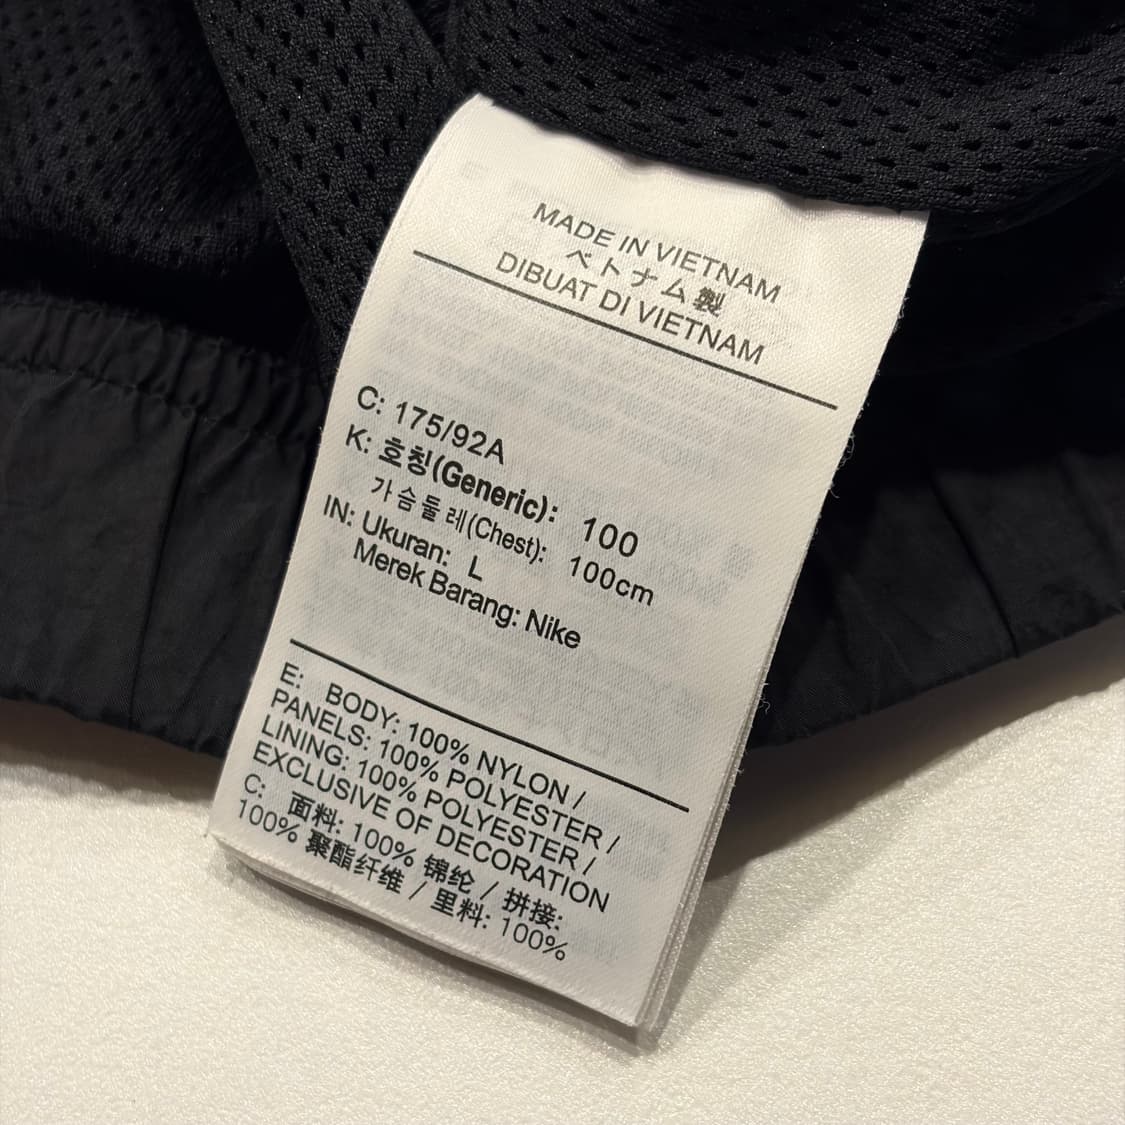 MADE IN VIETNAM
ベトナム製
DIBUAT DI VIETNAM
C: 175/92A
K: 호칭(Generic): 100
가슴둘레(Chest): 100cm
IN: Ukuran: L
Merek Barang: Nike
E: BODY: 100% NYLON /
PANELS: 100% POLYESTER /
LINING: 100% POLYESTER /
EXCLUSIVE OF DECORATION
C: 面料: 100% 锦纶 / 拼接:
100% 聚酯纤维 / 里料: 100%